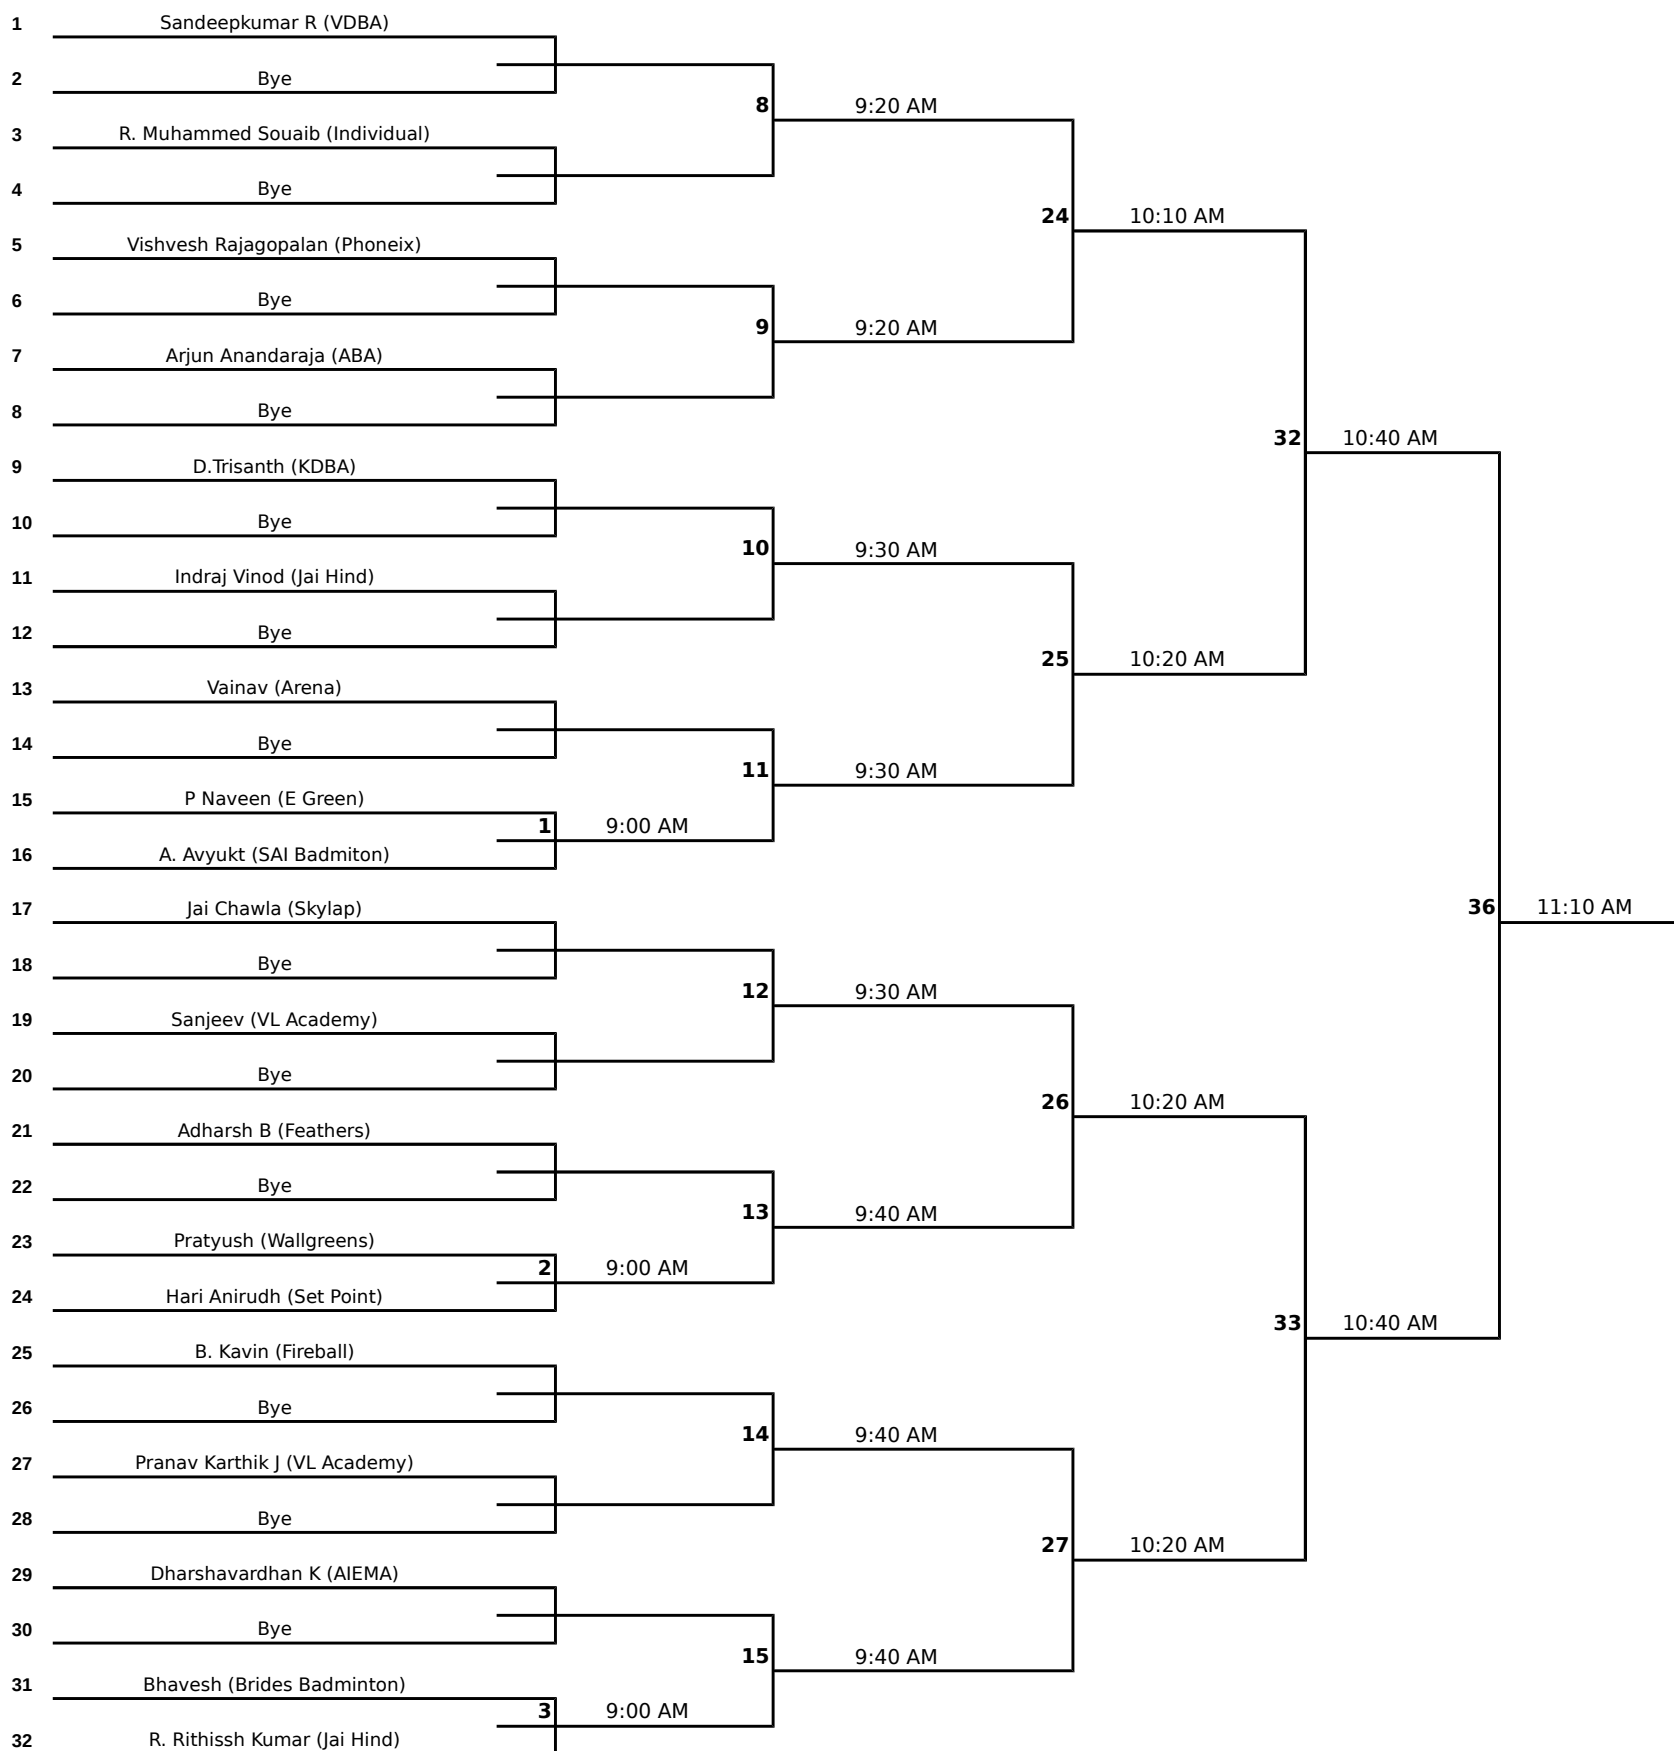 1 Sandeepkumar R (VDBA)
2 Bye
8 9:20 AM
3 R. Muhammed Souaib (Individual)
4 Bye
24 10:10 AM
5 Vishvesh Rajagopalan (Phoneix)
6 Bye
9 9:20 AM
7 Arjun Anandaraja (ABA)
8 Bye
32 10:40 AM
9 D.Trisanth (KDBA)
10 Bye
10 9:30 AM
11 Indraj Vinod (Jai Hind)
12 Bye
25 10:20 AM
13 Vainav (Arena)
14 Bye
11 9:30 AM
15 P Naveen (E Green)
1 9:00 AM
16 A. Avyukt (SAI Badmiton)
36 11:10 AM
17 Jai Chawla (Skylap)
18 Bye
12 9:30 AM
19 Sanjeev (VL Academy)
20 Bye
26 10:20 AM
21 Adharsh B (Feathers)
22 Bye
13 9:40 AM
23 Pratyush (Wallgreens)
2 9:00 AM
24 Hari Anirudh (Set Point)
33 10:40 AM
25 B. Kavin (Fireball)
26 Bye
14 9:40 AM
27 Pranav Karthik J (VL Academy)
28 Bye
27 10:20 AM
29 Dharshavardhan K (AIEMA)
30 Bye
15 9:40 AM
31 Bhavesh (Brides Badminton)
3 9:00 AM
32 R. Rithissh Kumar (Jai Hind)